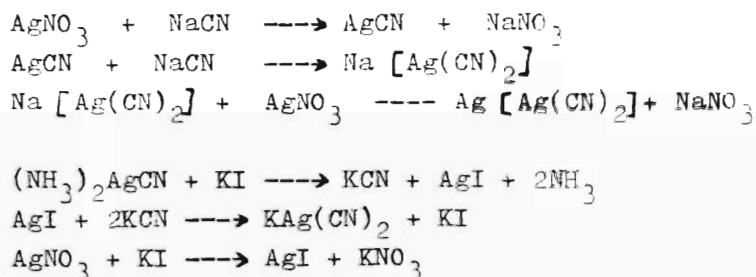 AgNO₃ + NaCN ---→ AgCN + NaNO₃
AgCN + NaCN ---→ Na [Ag(CN)₂]
Na [Ag(CN)₂] + AgNO₃ ---- Ag [Ag(CN)₂]+ NaNO₃
(NH₃)₂AgCN + KI ---→ KCN + AgI + 2NH₃
AgI + 2KCN ---→ KAg(CN)₂ + KI
AgNO₃ + KI ---→ AgI + KNO₃